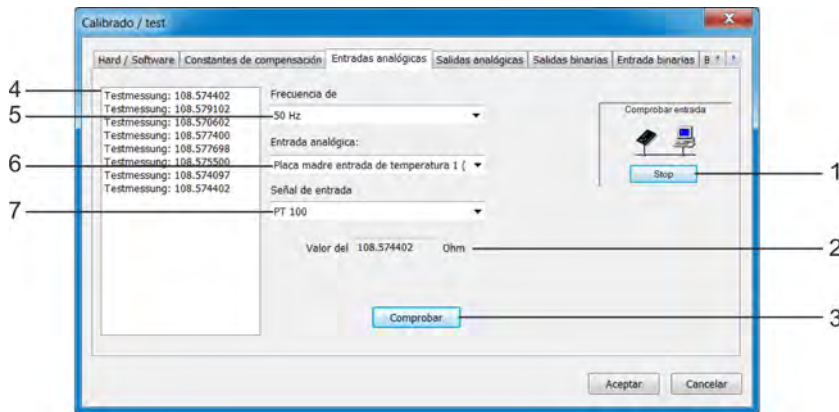 Calibrado / test
Hard / Software Constantes de compensación Entradas analógicas Salidas analógicas Salidas binarias Entrada binarias B
4
Testmessung: 108.574402
Testmessung: 108.579102
Testmessung: 108.570602
Testmessung: 108.577400
Testmessung: 108.577698
Testmessung: 108.575500
Testmessung: 108.574097
Testmessung: 108.574402
Frecuencia de
5
50 Hz
Entrada analógica:
6
Placa madre entrada de temperatura 1 (
Señal de entrada
7
PT 100
Valor del 108.574402 Ohm
2
Comprobar entrada
Stop
1
Comprobar
3
Aceptar Cancelar